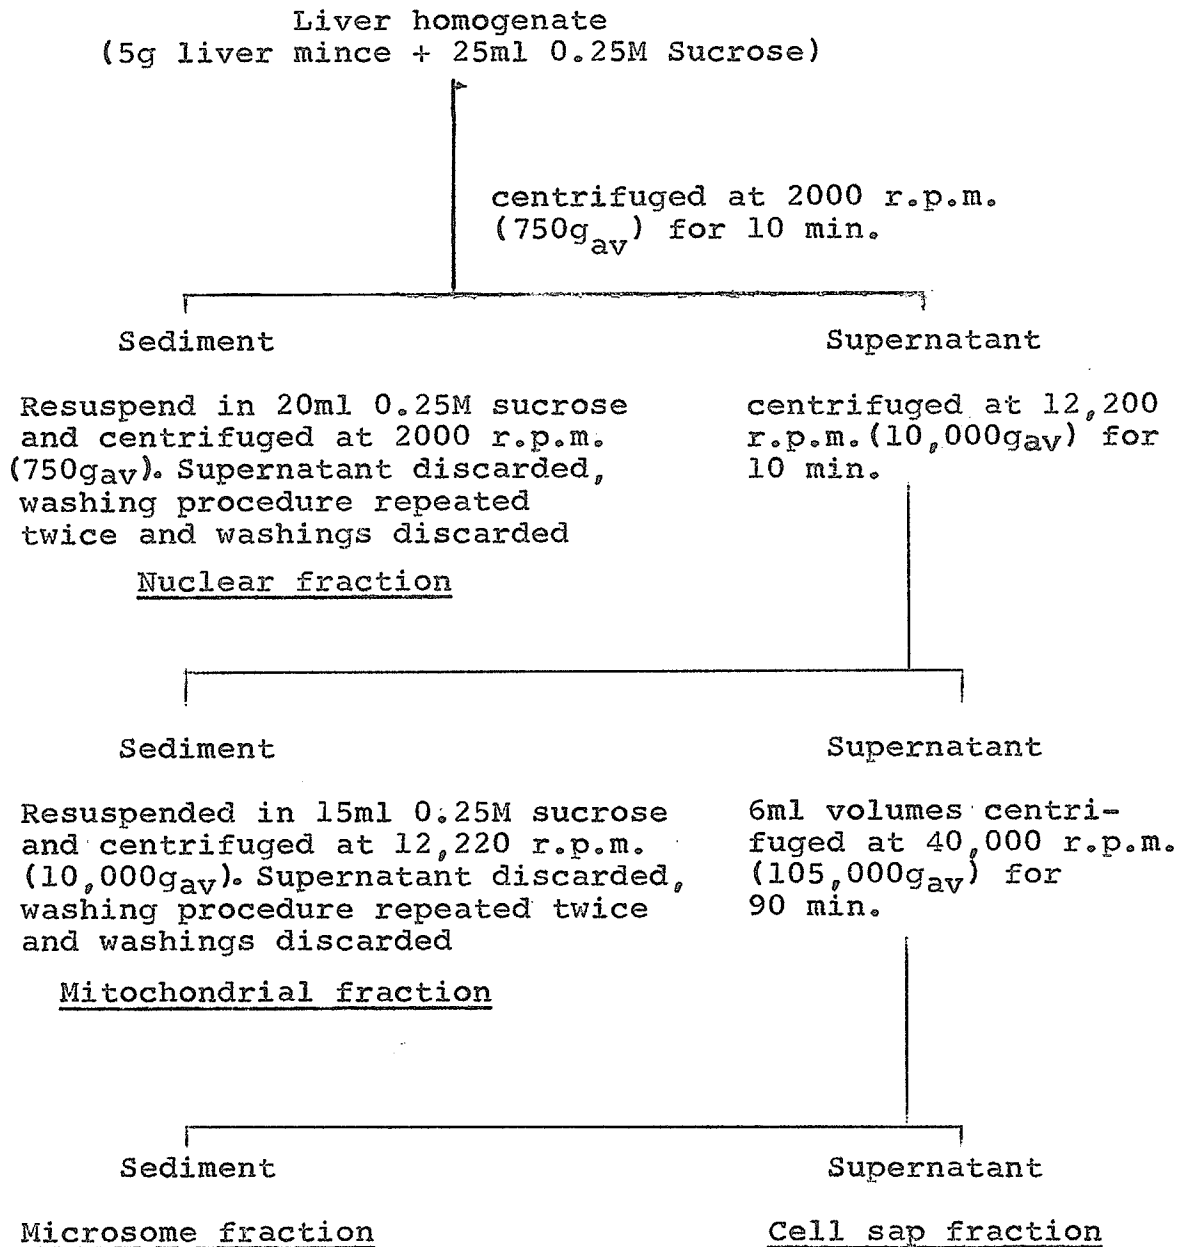 Liver homogenate
(5g liver mince + 25ml 0.25M Sucrose)
centrifuged at 2000 r.p.m.
(750gav) for 10 min.
Sediment
Resuspend in 20ml 0.25M sucrose
and centrifuged at 2000 r.p.m.
(750gav). Supernatant discarded,
washing procedure repeated
twice and washings discarded
Nuclear fraction
Supernatant
centrifuged at 12,200
r.p.m.(10,000gav) for
10 min.
Sediment
Resuspended in 15ml 0.25M sucrose
and centrifuged at 12,220 r.p.m.
(10,000gav). Supernatant discarded,
washing procedure repeated twice
and washings discarded
Mitochondrial fraction
Supernatant
6ml volumes centri-
fuged at 40,000 r.p.m.
(105,000gav) for
90 min.
Sediment
Microsome fraction
Supernatant
Cell sap fraction